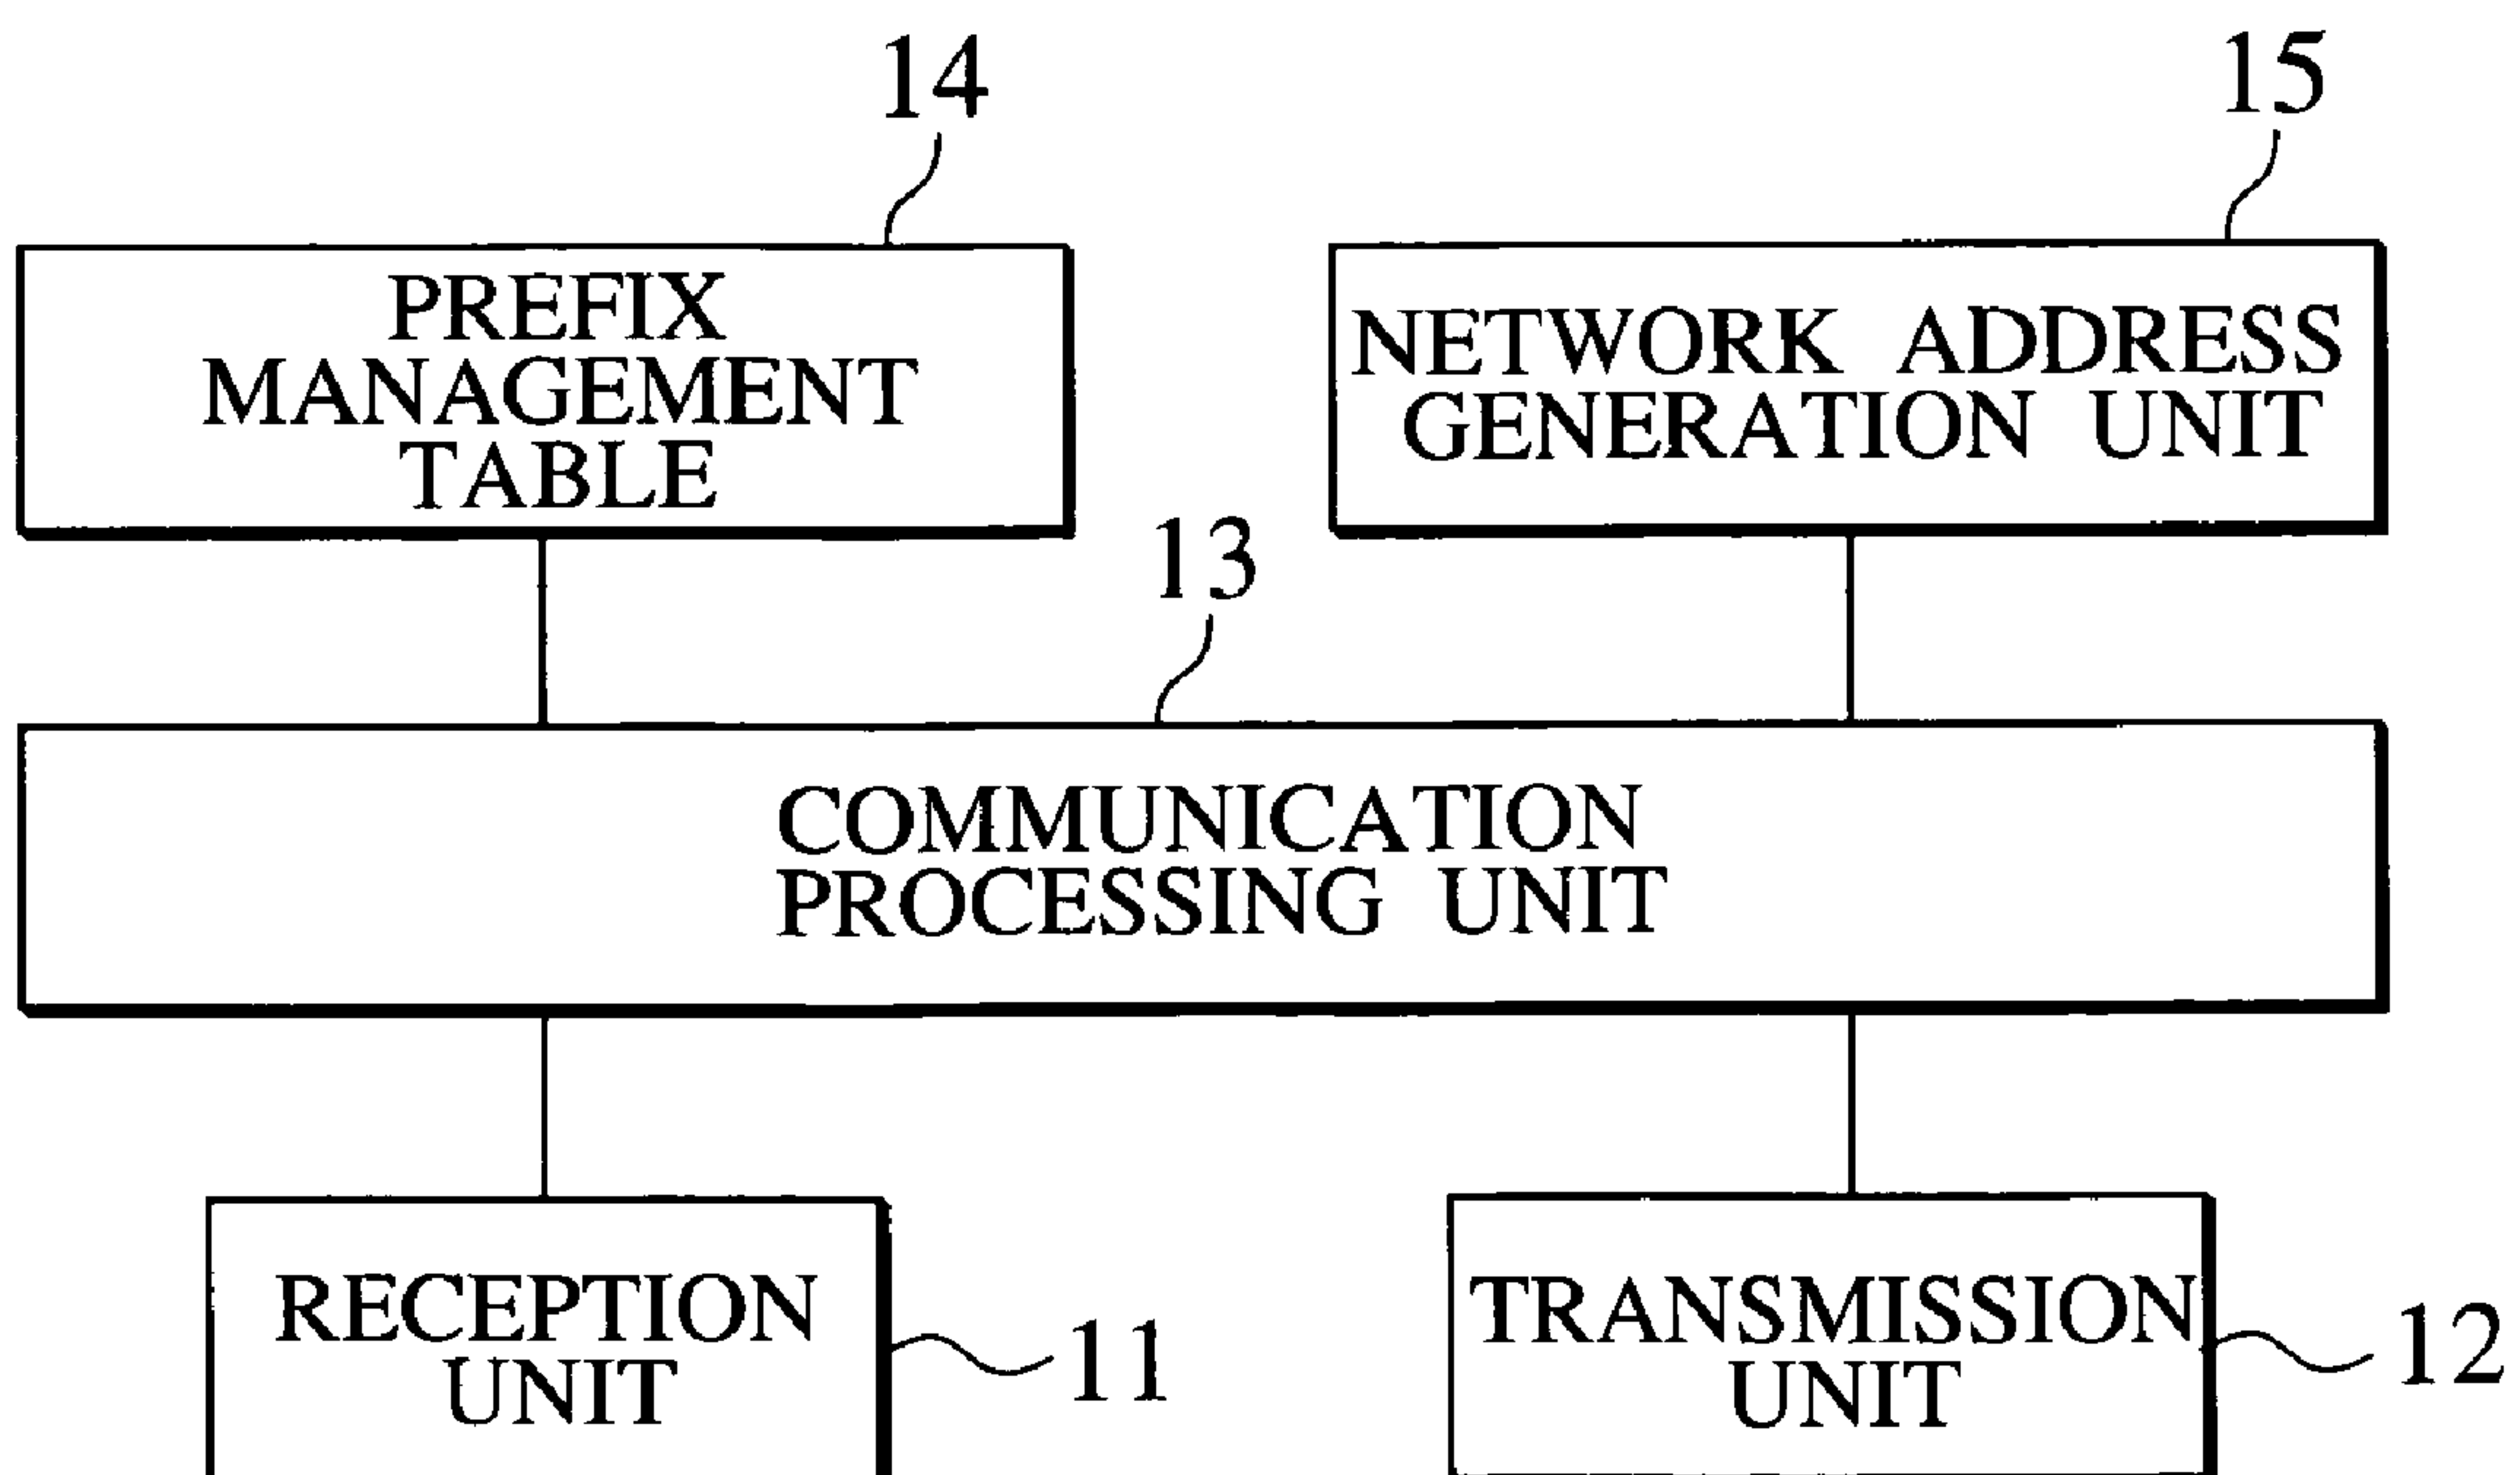 14
15
PREFIX
MANAGEMENT
TABLE
NETWORK ADDRESS
GENERATION UNIT
13
COMMUNICATION
PROCESSING UNIT
RECEPTION
UNIT
11
TRANSMISSION
UNIT
12